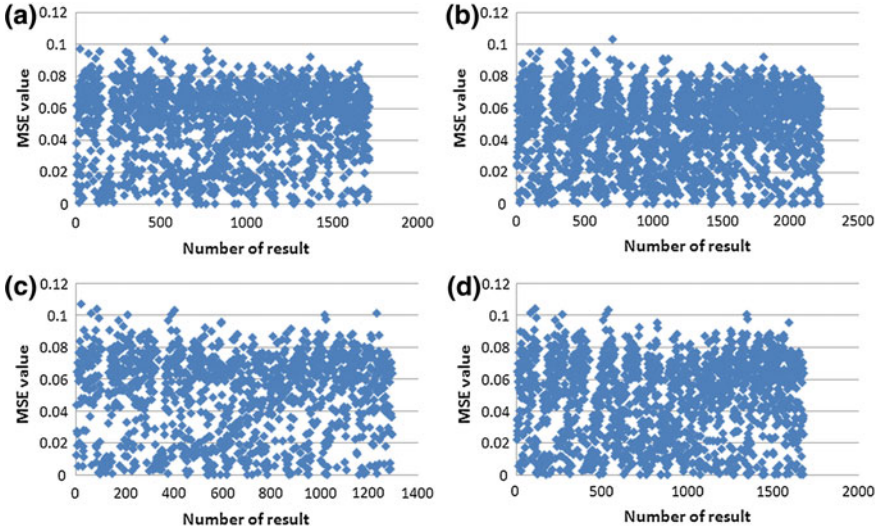 (a)
0.12
0.1
0.08
0.06
0.04
0.02
0
MSE value
0 500 1000 1500 2000
Number of result
(b)
0.12
0.1
0.08
0.06
0.04
0.02
0
MSE value
0 500 1000 1500 2000 2500
Number of result
(c)
0.12
0.1
0.08
0.06
0.04
0.02
0
MSE value
0 200 400 600 800 1000 1200 1400
Number of result
(d)
0.12
0.1
0.08
0.06
0.04
0.02
0
MSE value
0 500 1000 1500 2000
Number of result